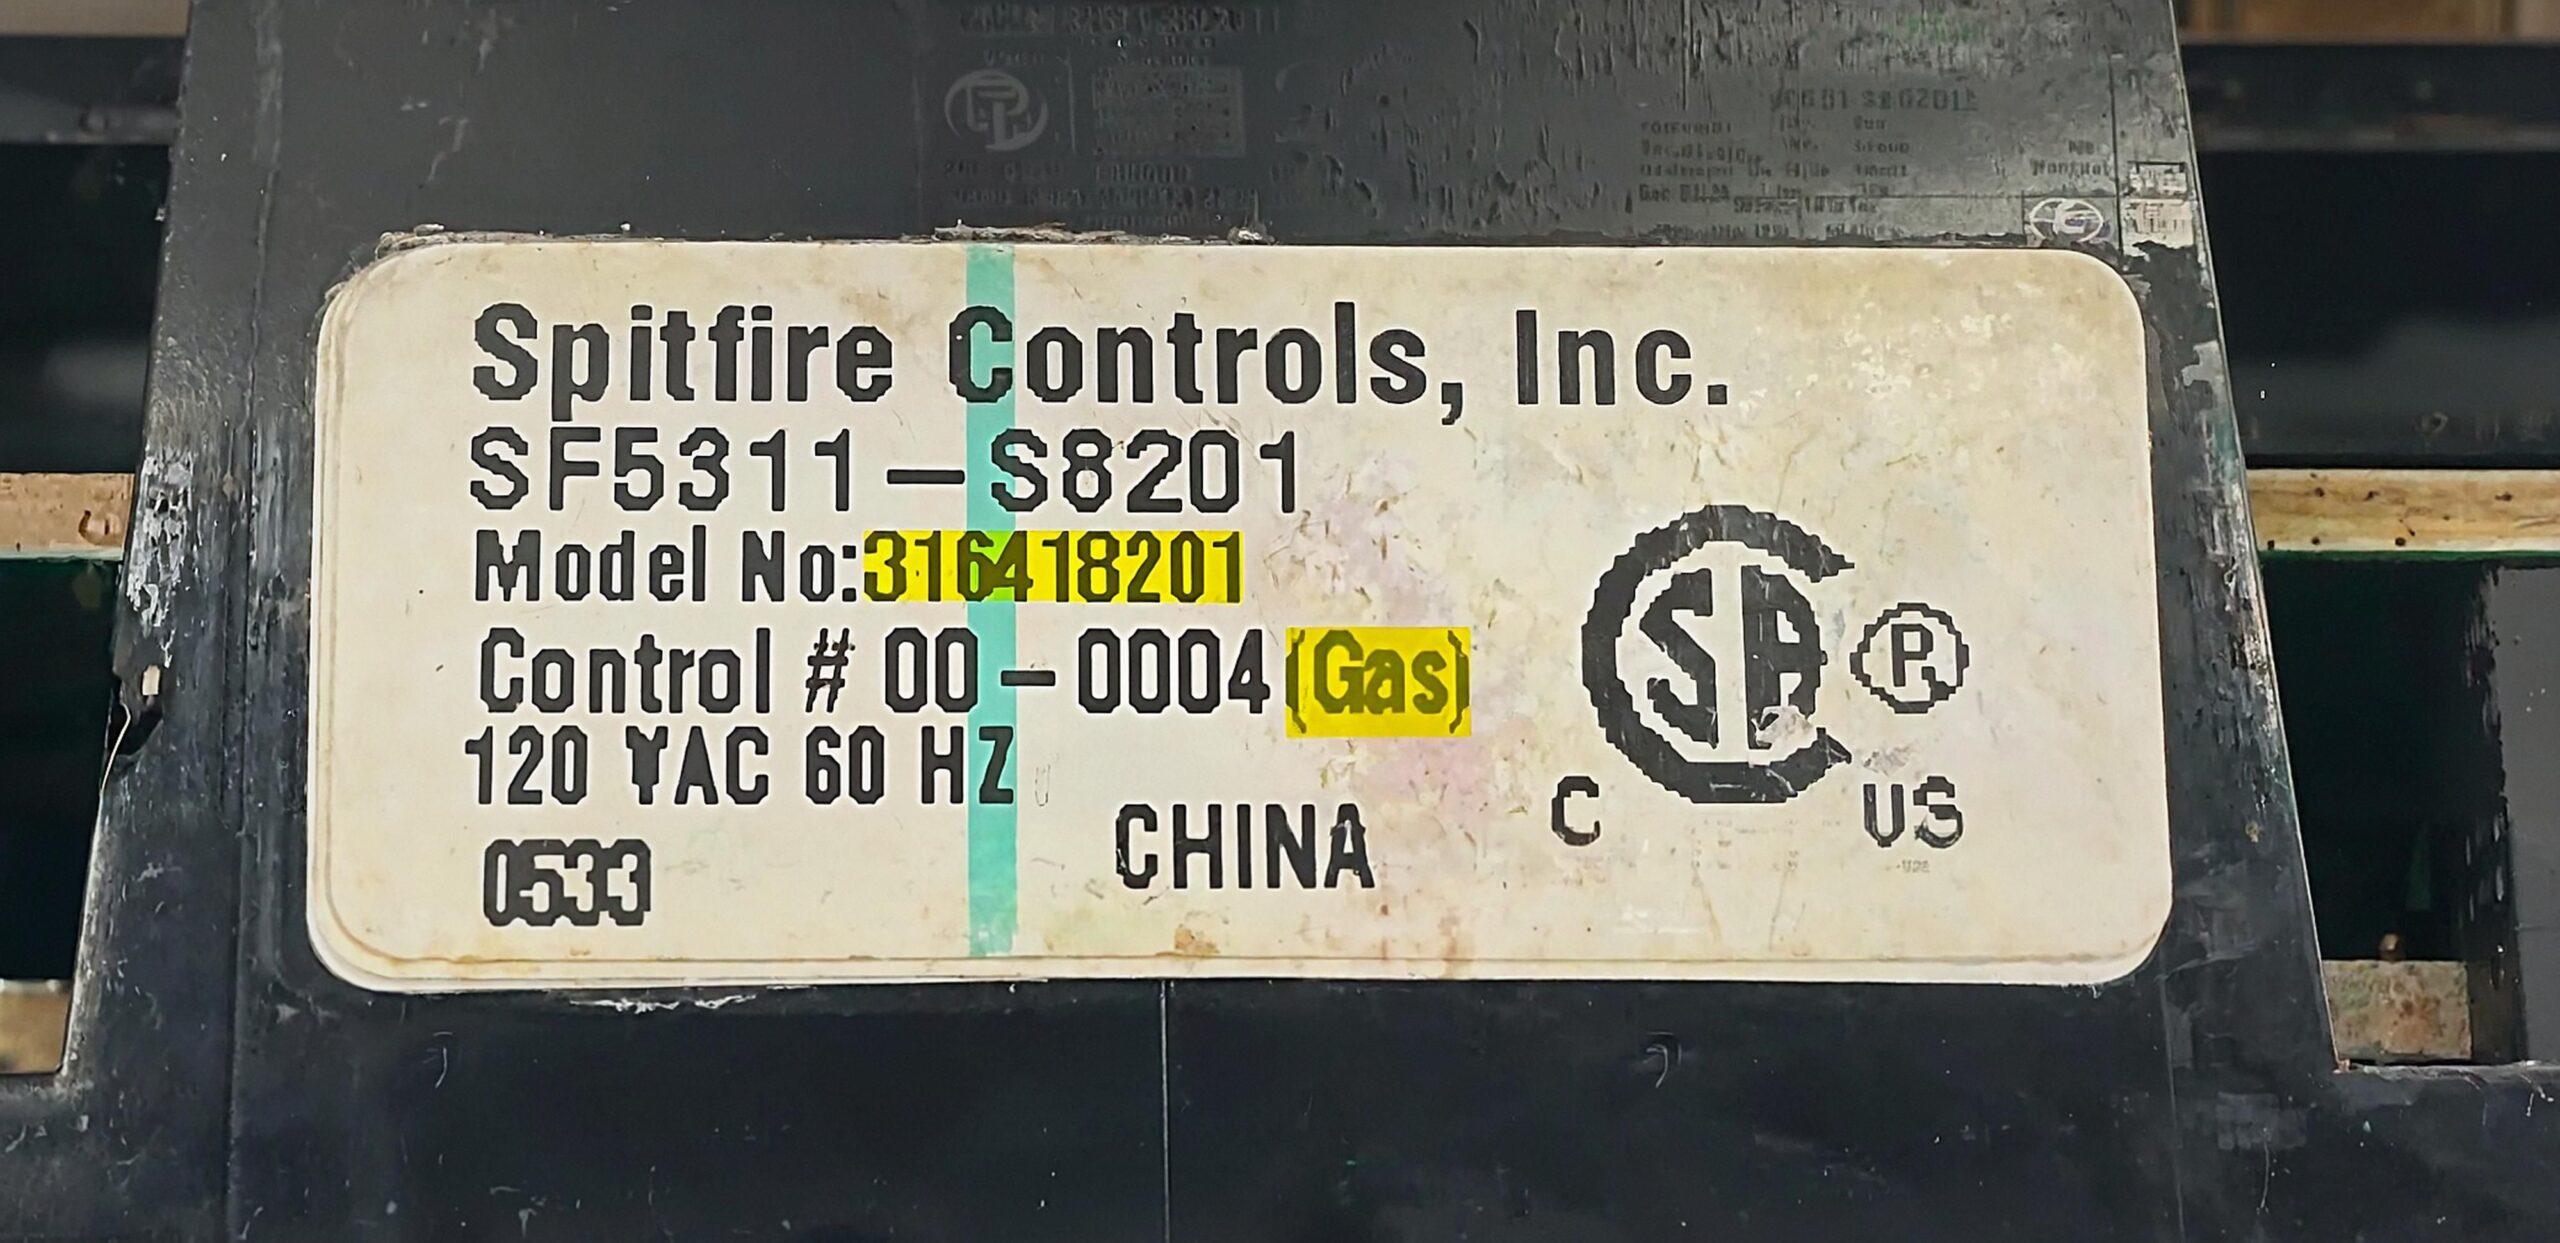 Spitfire Controls, Inc.
SF5311-S8201
Model No:316418201
Control # 00-0004(Gas)
120 VAC 60 HZ
0533
CHINA
SA
R
C US